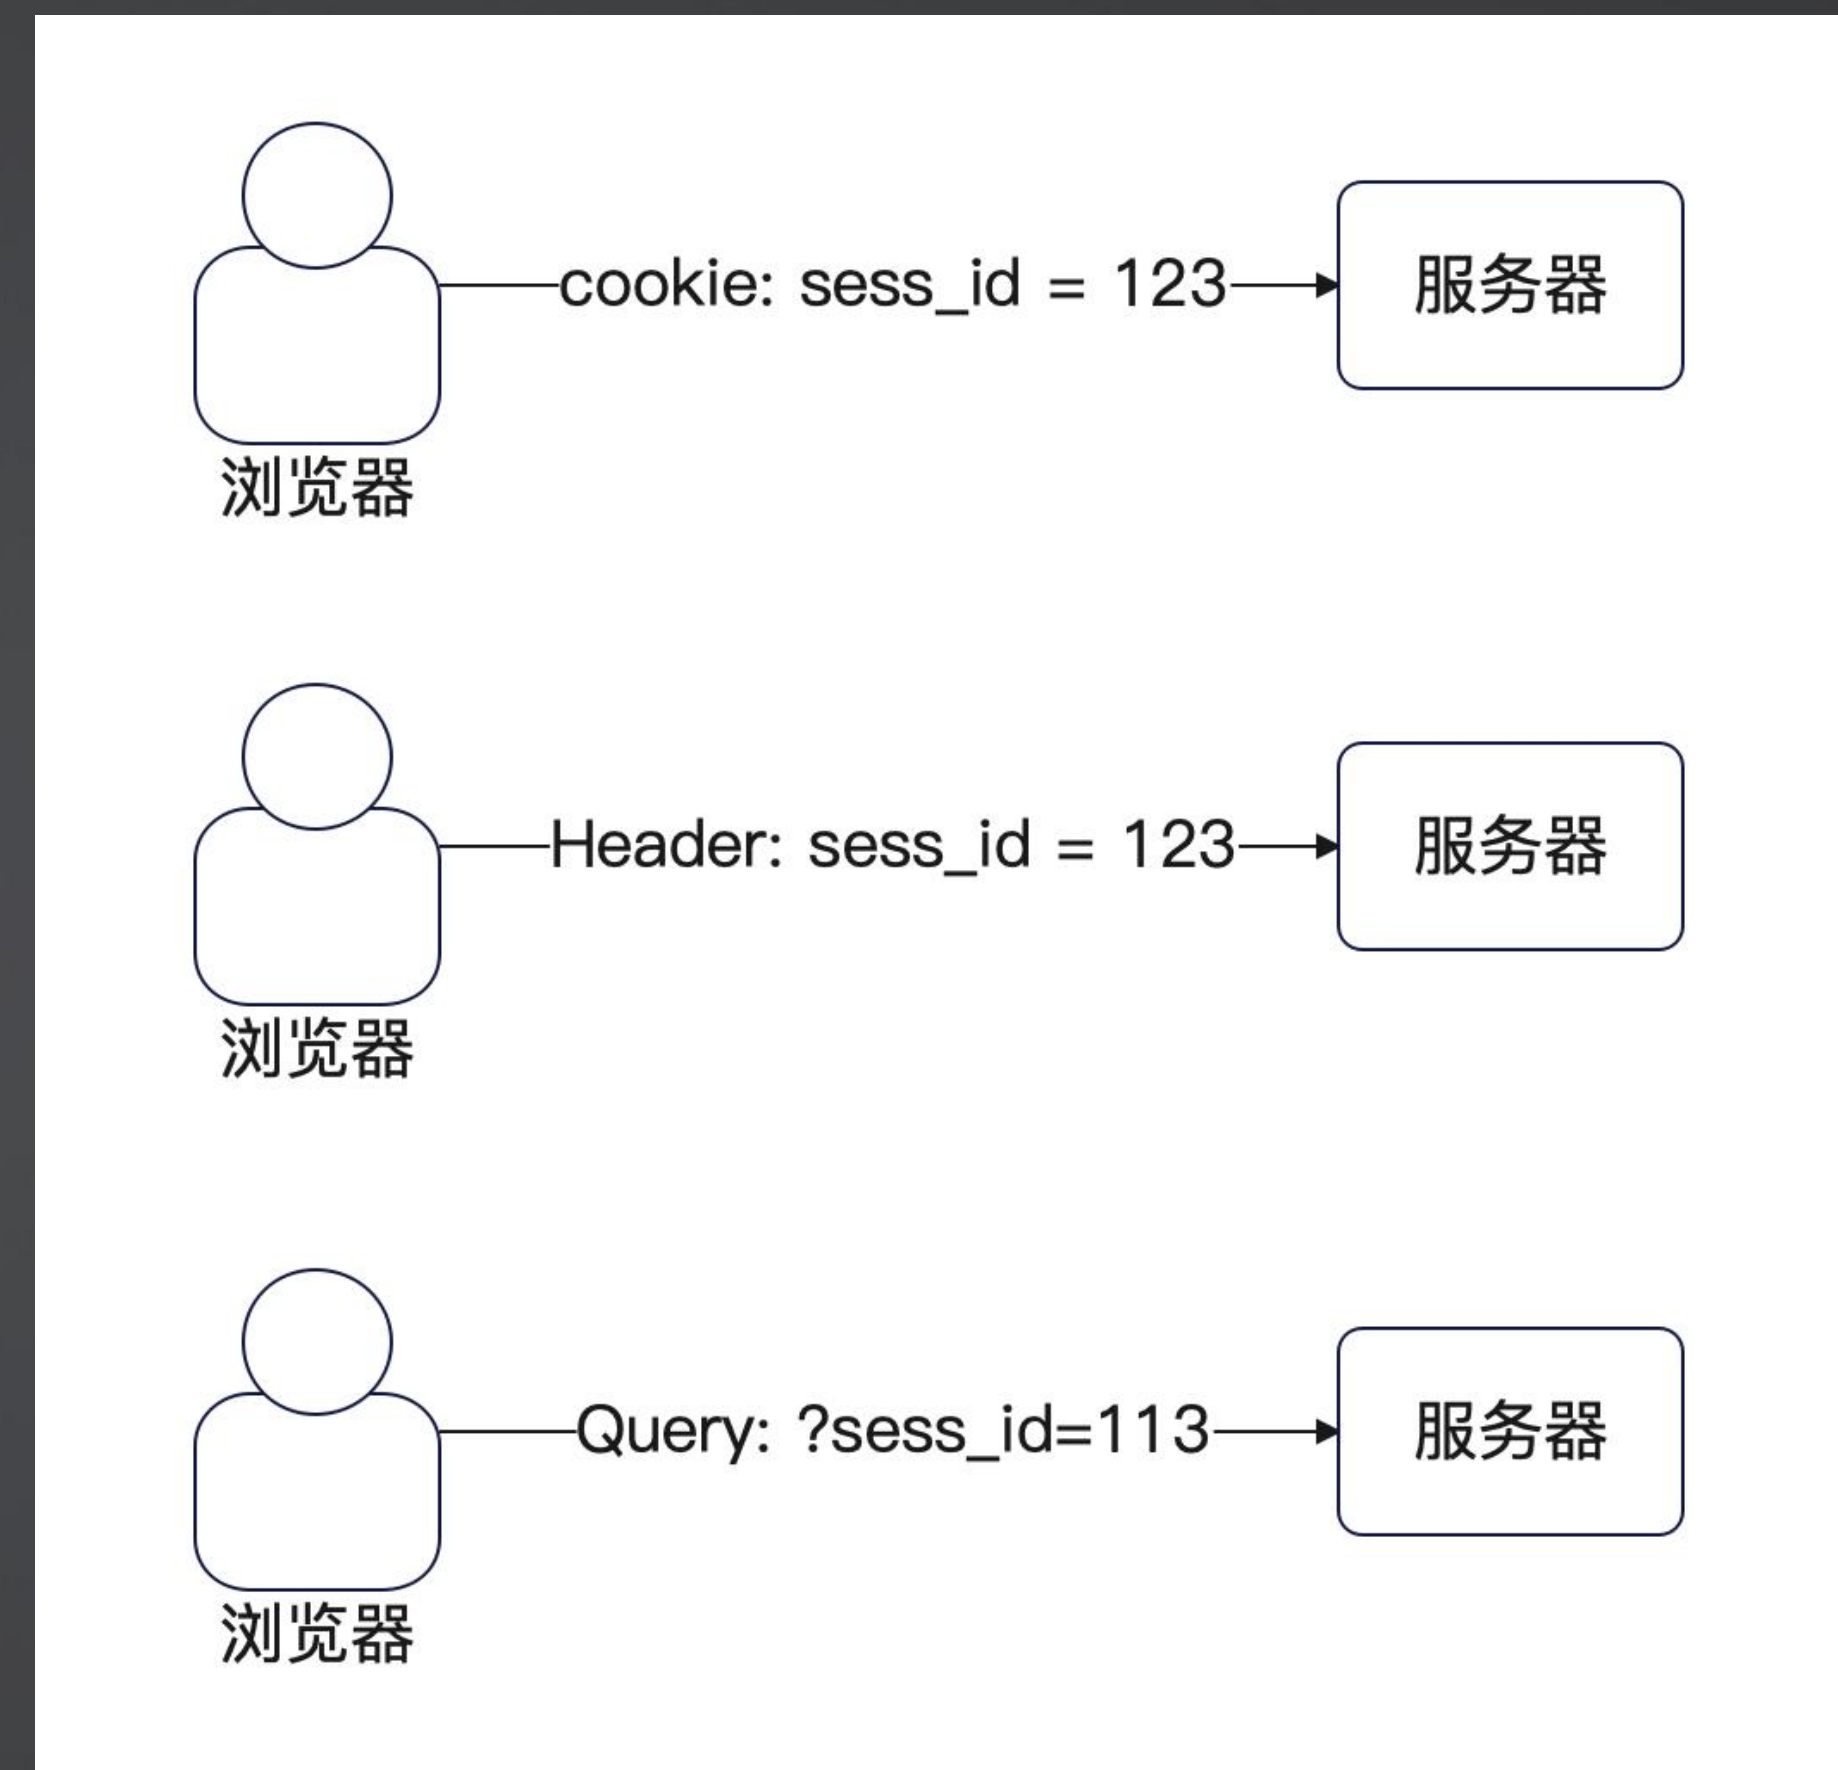 cookie: sess_id = 123
服务器
浏览器
Header: sess_id = 123
服务器
浏览器
Query: ?sess_id=113
服务器
浏览器